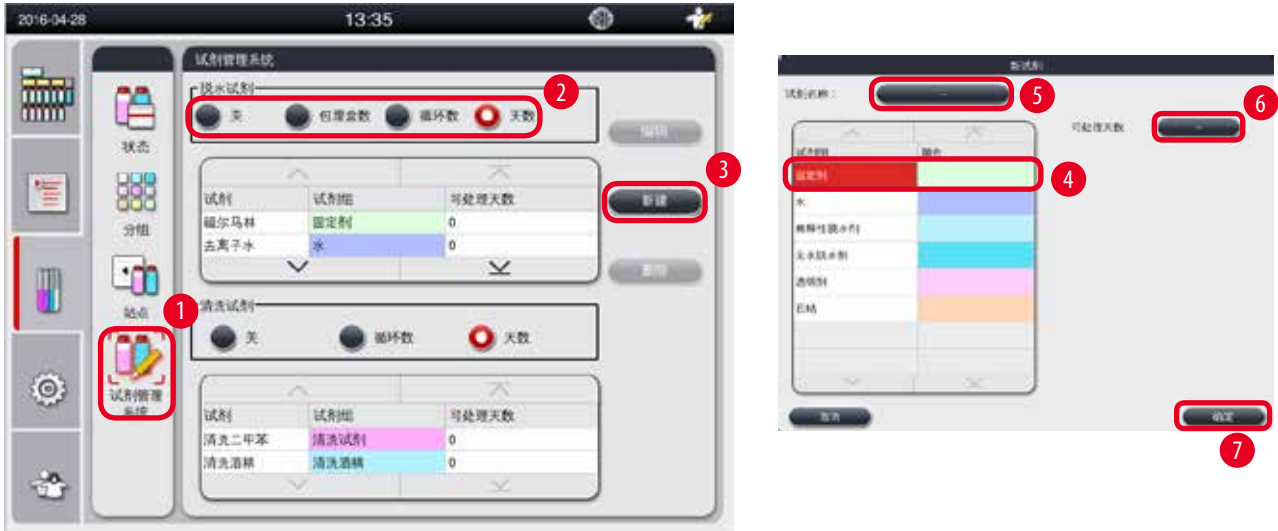 2016-04-28 13:35
试剂管理系统
脱水试剂
2
关 包埋盒数 循环数 天数
编辑
状态
3
试剂 试剂组 可处理天数
新建
福尔马林 固定剂 0
去离子水 水 0
分组
删除
站点
1
清洗试剂
关 循环数 天数
试剂管理
系统
试剂 试剂组 可处理天数
清洗二甲苯 清洗试剂 0
清洗酒精 清洗酒精 0
新试剂
试剂名称： --
5
6
可处理天数 --
试剂组 颜色
固定剂
4
水
稀释性脱水剂
无水脱水剂
透明剂
石蜡
取消
确定
7